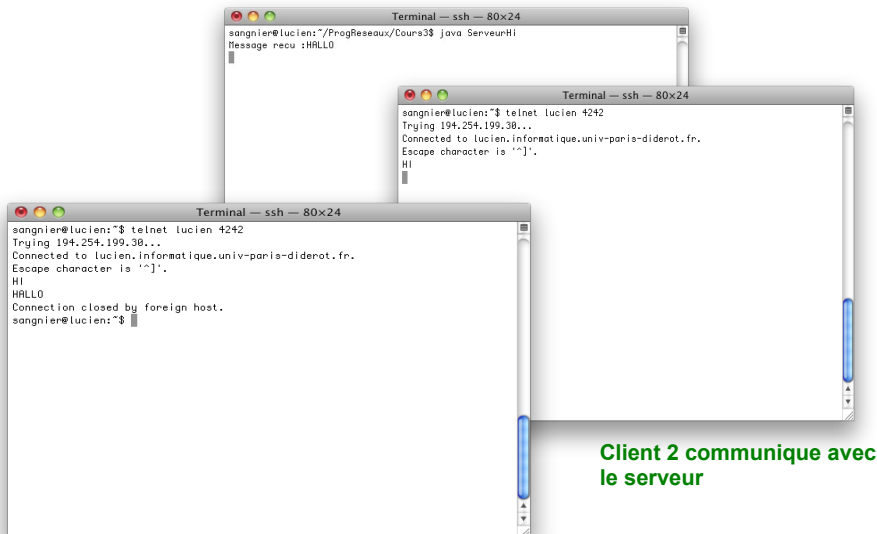 Terminal — ssh — 80×24
sangnier@lucien:~/ProgReseaux/Cours3$ java ServeurHi
Message recu :HALLO
Terminal — ssh — 80×24
sangnier@lucien:~$ telnet lucien 4242
Trying 194.254.199.30...
Connected to lucien.informatique.univ-paris-diderot.fr.
Escape character is '^]'.
HI
Terminal — ssh — 80×24
sangnier@lucien:~$ telnet lucien 4242
Trying 194.254.199.30...
Connected to lucien.informatique.univ-paris-diderot.fr.
Escape character is '^]'.
HI
HALLO
Connection closed by foreign host.
sangnier@lucien:~$
Client 2 communique avec
le serveur